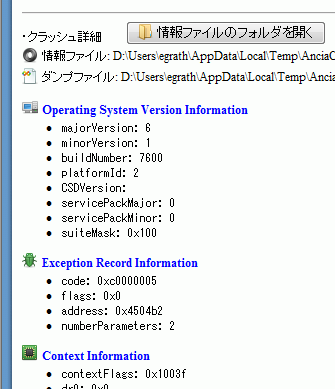 ・クラッシュ詳細 情報ファイルのフォルダを開く
情報ファイル: D:\Users\egrath\AppData\Local\Temp\Ancia
ダンプファイル: D:\Users\egrath\AppData\Local\Temp\Ancia
Operating System Version Information
• majorVersion: 6
• minorVersion: 1
• buildNumber: 7600
• platformId: 2
• CSDVersion:
• servicePackMajor: 0
• servicePackMinor: 0
• suiteMask: 0x100
Exception Record Information
• code: 0xc0000005
• flags: 0x0
• address: 0x4504b2
• numberParameters: 2
Context Information
• contextFlags: 0x1003f
• dr0: 0x0